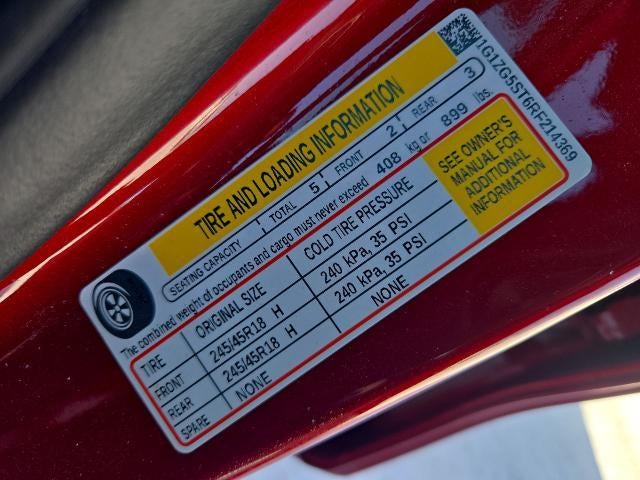 1G1ZG5ST6RF214369
TIRE AND LOADING INFORMATION
SEATING CAPACITY | TOTAL 5 | FRONT 2 | REAR 3
The combined weight of occupants and cargo must never exceed 408 kg or 899 lbs.
TIRE ORIGINAL SIZE COLD TIRE PRESSURE
FRONT 245/45R18 H 240 kPa, 35 PSI
REAR 245/45R18 H 240 kPa, 35 PSI
SPARE NONE NONE
SEE OWNER'S
MANUAL FOR
ADDITIONAL
INFORMATION